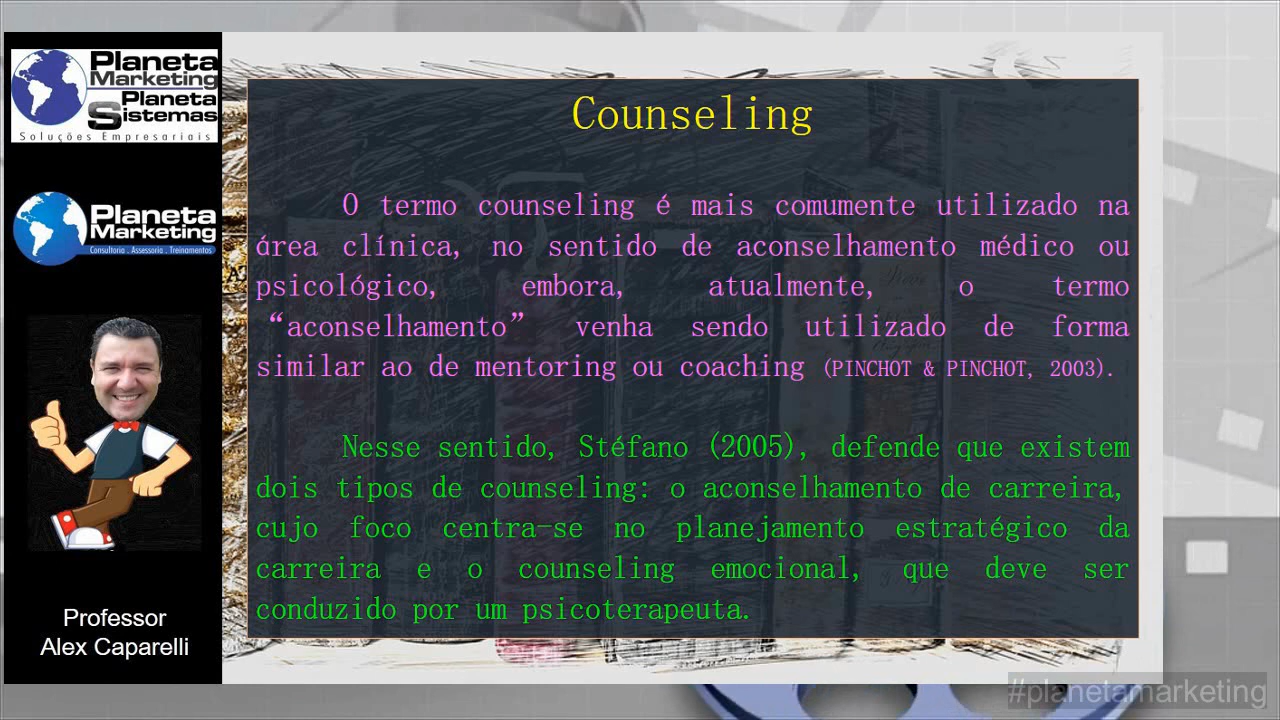 Planeta
Marketing
Planeta
Sistemas
Soluções Empresariais
Planeta
Marketing
Consultoria . Assessoria . Treinamentos
Professor
Alex Caparelli
Counseling
O termo counseling é mais comumente utilizado na
área clínica, no sentido de aconselhamento médico ou
psicológico, embora, atualmente, o termo
“aconselhamento” venha sendo utilizado de forma
similar ao de mentoring ou coaching (PINCHOT & PINCHOT, 2003).
Nesse sentido, Stéfano (2005), defende que existem
dois tipos de counseling: o aconselhamento de carreira,
cujo foco centra-se no planejamento estratégico da
carreira e o counseling emocional, que deve ser
conduzido por um psicoterapeuta.
#planetamarketing